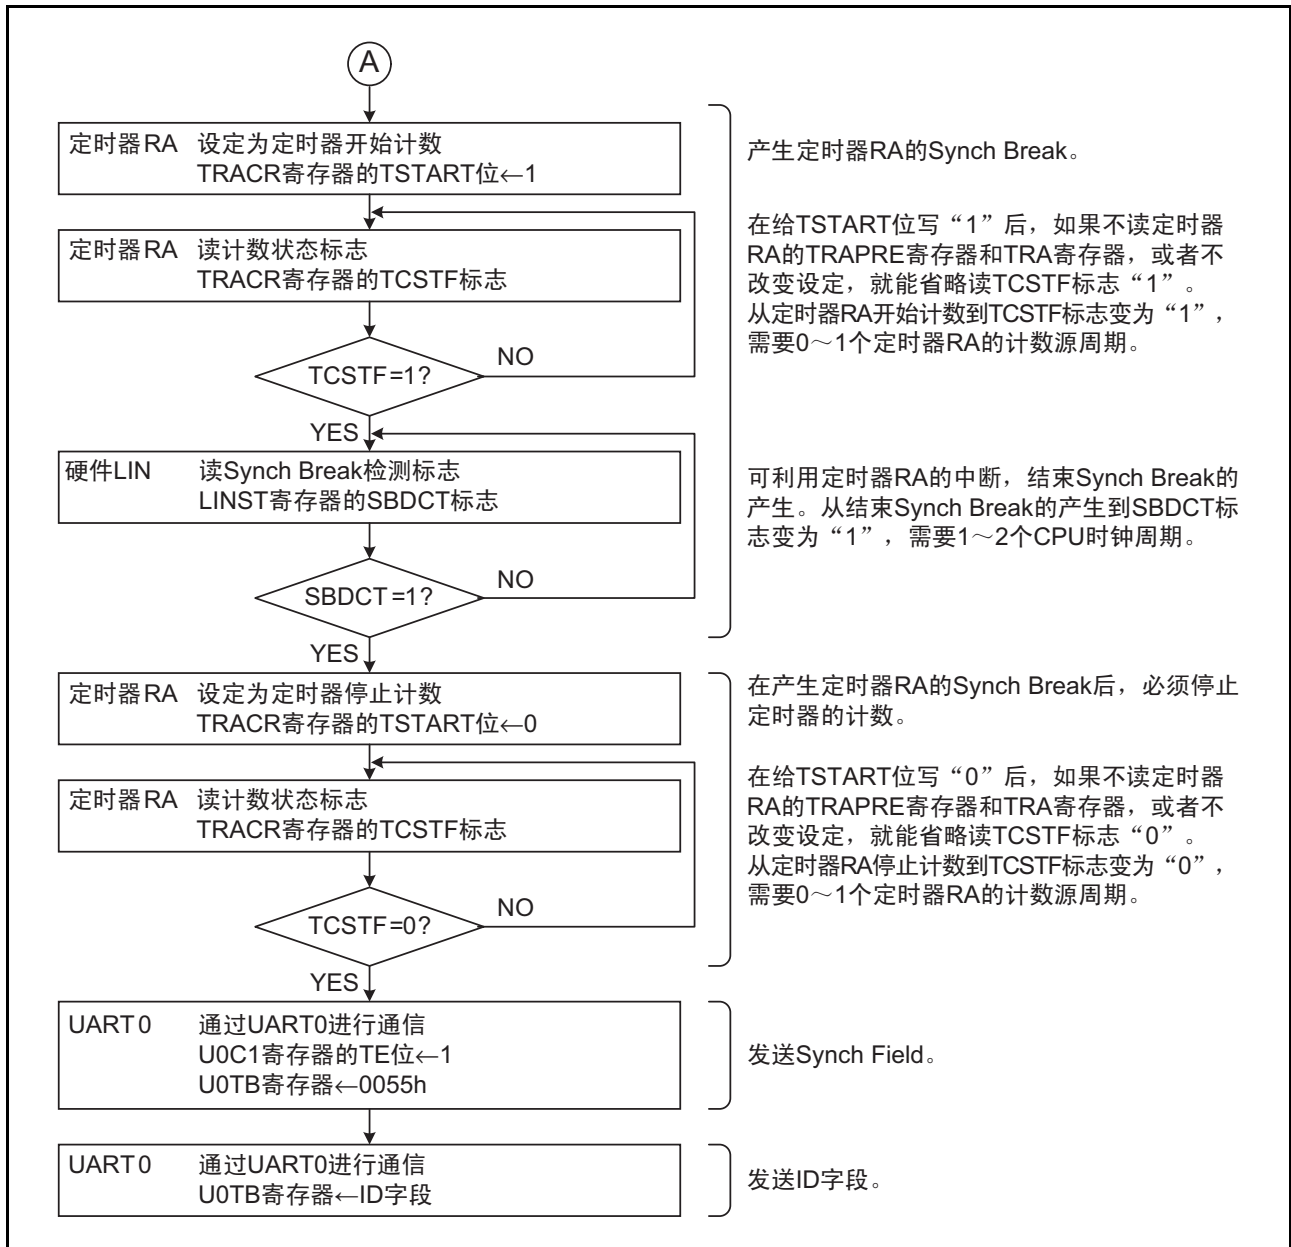 A
定时器RA 设定为定时器开始计数
TRACR寄存器的TSTART位←1
产生定时器RA的Synch Break。
定时器RA 读计数状态标志
TRACR寄存器的TCSTF标志
在给TSTART位写“1”后，如果不读定时器
RA的TRAPRE寄存器和TRA寄存器，或者不
改变设定，就能省略读TCSTF标志“1”。
从定时器RA开始计数到TCSTF标志变为“1”，
需要0～1个定时器RA的计数源周期。
TCSTF=1?
NO
YES
硬件LIN 读Synch Break检测标志
LINST寄存器的SBDCT标志
可利用定时器RA的中断，结束Synch Break的
产生。从结束Synch Break的产生到SBDCT标
志变为“1”，需要1～2个CPU时钟周期。
SBDCT=1?
NO
YES
定时器RA 设定为定时器停止计数
TRACR寄存器的TSTART位←0
在产生定时器RA的Synch Break后，必须停止
定时器的计数。
定时器RA 读计数状态标志
TRACR寄存器的TCSTF标志
在给TSTART位写“0”后，如果不读定时器
RA的TRAPRE寄存器和TRA寄存器，或者不
改变设定，就能省略读TCSTF标志“0”。
从定时器RA停止计数到TCSTF标志变为“0”，
需要0～1个定时器RA的计数源周期。
TCSTF=0?
NO
YES
UART0 通过UART0进行通信
U0C1寄存器的TE位←1
U0TB寄存器←0055h
发送Synch Field。
UART0 通过UART0进行通信
U0TB寄存器←ID字段
发送ID字段。